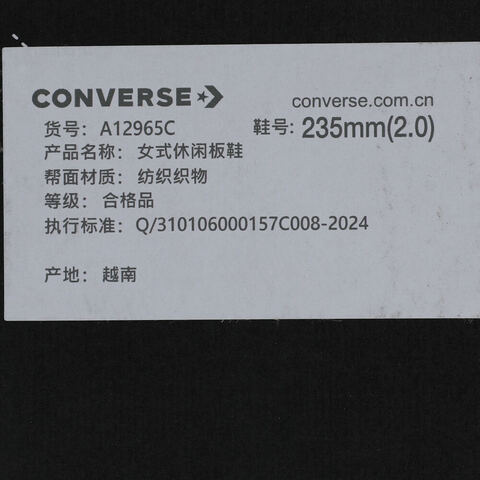 CONVERSE
converse.com.cn
货号: A12965C
鞋号: 235mm(2.0)
产品名称: 女式休闲板鞋
帮面材质: 纺织织物
等级: 合格品
执行标准: Q/310106000157C008-2024
产地: 越南